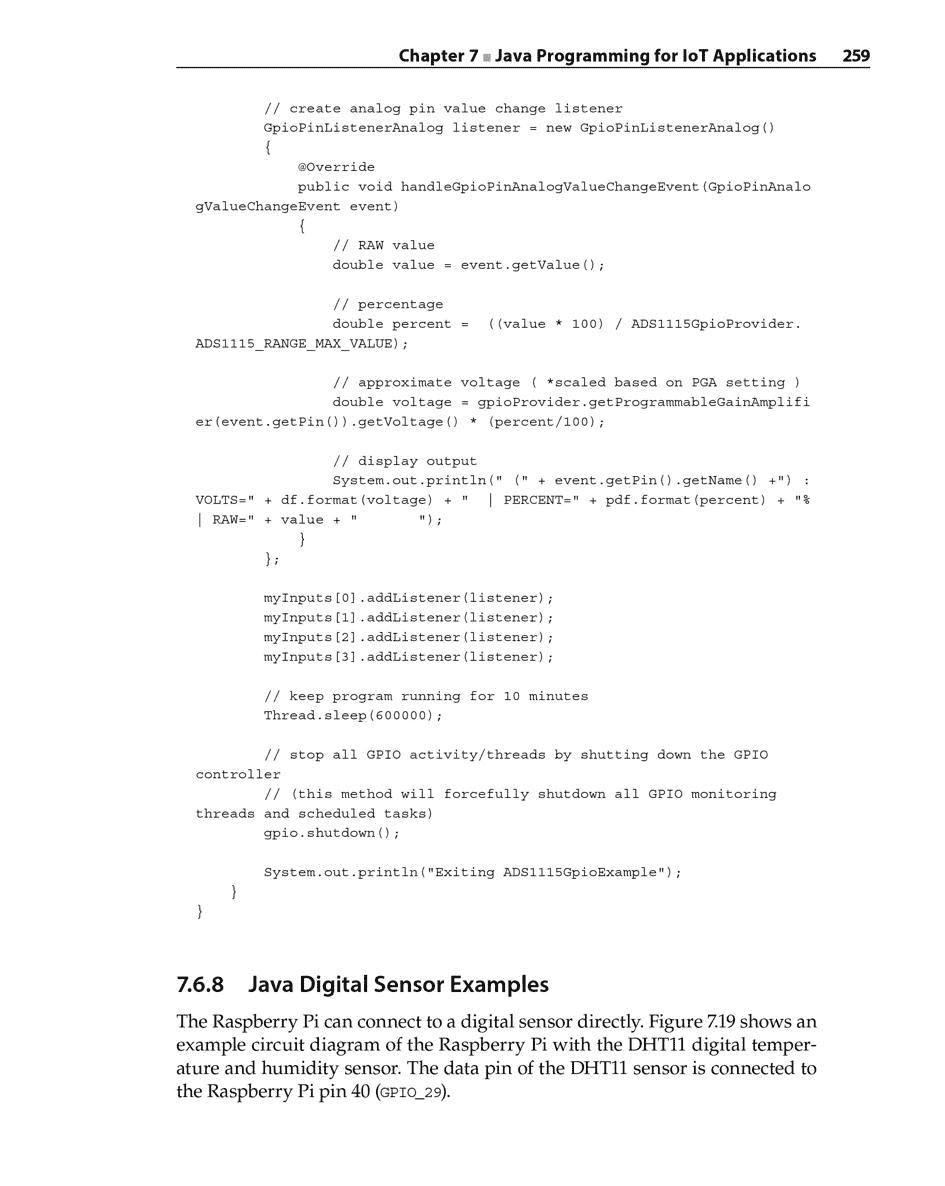 Chapter 7 ■ Java Programming for IoT Applications 259
// create analog pin value change listener
GpioPinListenerAnalog listener = new GpioPinListenerAnalog()
{
@Override
public void handleGpioPinAnalogValueChangeEvent(GpioPinAnalo
gValueChangeEvent event)
{
// RAW value
double value = event.getValue();
// percentage
double percent =  ((value * 100) / ADS1115GpioProvider.
ADS1115_RANGE_MAX_VALUE);
// approximate voltage ( *scaled based on PGA setting )
double voltage = gpioProvider.getProgrammableGainAmplifi
er(event.getPin()).getVoltage() * (percent/100);
// display output
System.out.println(" (" + event.getPin().getName() +") :
VOLTS=" + df.format(voltage) + "  | PERCENT=" + pdf.format(percent) + "%
| RAW=" + value + "       ");
}
};
myInputs[0].addListener(listener);
myInputs[1].addListener(listener);
myInputs[2].addListener(listener);
myInputs[3].addListener(listener);
// keep program running for 10 minutes
Thread.sleep(600000);
// stop all GPIO activity/threads by shutting down the GPIO
controller
// (this method will forcefully shutdown all GPIO monitoring
threads and scheduled tasks)
gpio.shutdown();
System.out.println("Exiting ADS1115GpioExample");
}
}
7.6.8 Java Digital Sensor Examples
The Raspberry Pi can connect to a digital sensor directly. Figure 7.19 shows an
example circuit diagram of the Raspberry Pi with the DHT11 digital temper-
ature and humidity sensor. The data pin of the DHT11 sensor is connected to
the Raspberry Pi pin 40 (GPIO_29).